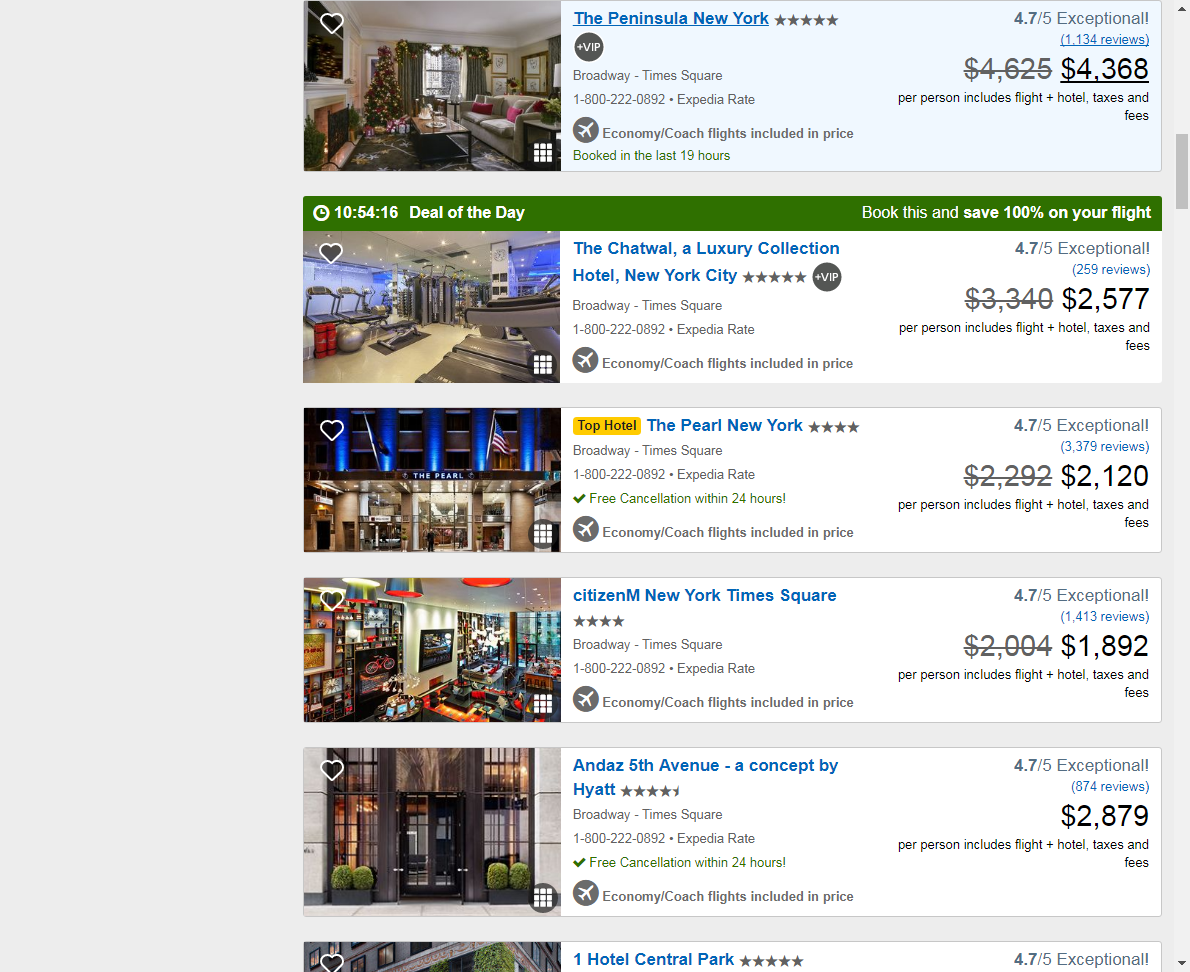 The Peninsula New York
+VIP
Broadway - Times Square
1-800-222-0892 • Expedia Rate
Economy/Coach flights included in price
Booked in the last 19 hours
4.7/5 Exceptional!
(1,134 reviews)
$4,625 $4,368
per person includes flight + hotel, taxes and
fees
10:54:16 Deal of the Day
Book this and save 100% on your flight
The Chatwal, a Luxury Collection
Hotel, New York City +VIP
Broadway - Times Square
1-800-222-0892 • Expedia Rate
Economy/Coach flights included in price
4.7/5 Exceptional!
(259 reviews)
$3,340 $2,577
per person includes flight + hotel, taxes and
fees
THE PEARL
Top Hotel The Pearl New York
Broadway - Times Square
1-800-222-0892 • Expedia Rate
Free Cancellation within 24 hours!
Economy/Coach flights included in price
4.7/5 Exceptional!
(3,379 reviews)
$2,292 $2,120
per person includes flight + hotel, taxes and
fees
citizenM New York Times Square
Broadway - Times Square
1-800-222-0892 • Expedia Rate
Economy/Coach flights included in price
4.7/5 Exceptional!
(1,413 reviews)
$2,004 $1,892
per person includes flight + hotel, taxes and
fees
Andaz 5th Avenue - a concept by
Hyatt
Broadway - Times Square
1-800-222-0892 • Expedia Rate
Free Cancellation within 24 hours!
Economy/Coach flights included in price
4.7/5 Exceptional!
(874 reviews)
$2,879
per person includes flight + hotel, taxes and
fees
1 Hotel Central Park
4.7/5 Exceptional!